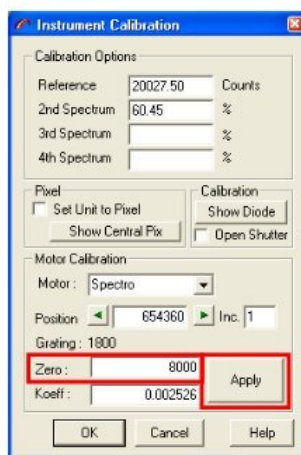 Instrument Calibration
Calibration Options
Reference 20027.50 Counts
2nd Spectrum 60.45 %
3rd Spectrum %
4th Spectrum %
Pixel
Set Unit to Pixel
Show Central Pix
Calibration
Show Diode
Open Shutter
Motor Calibration
Motor : Spectro
Position 654360 Inc. 1
Grating : 1800
Zero : 8000
Koeff : 0.002526
Apply
OK Cancel Help